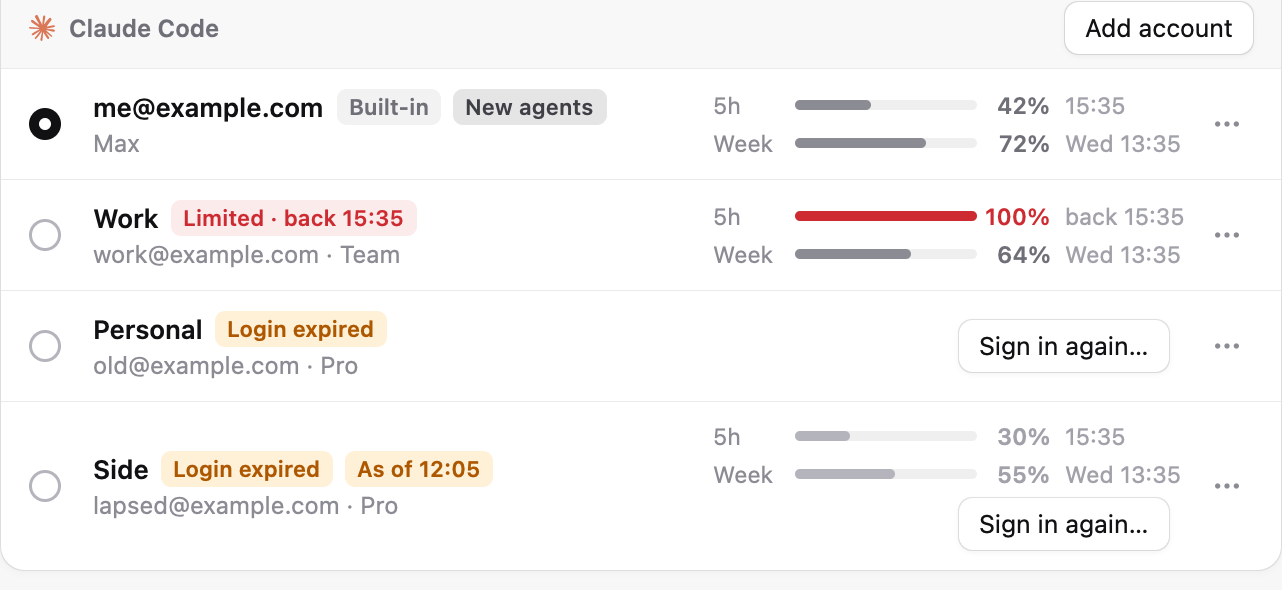 Claude Code
Add account
me@example.com Built-in New agents
Max
5h 42% 15:35
Week 72% Wed 13:35
Work Limited · back 15:35
work@example.com · Team
5h 100% back 15:35
Week 64% Wed 13:35
Personal Login expired
old@example.com · Pro
Sign in again...
Side Login expired As of 12:05
lapsed@example.com · Pro
5h 30% 15:35
Week 55% Wed 13:35
Sign in again...